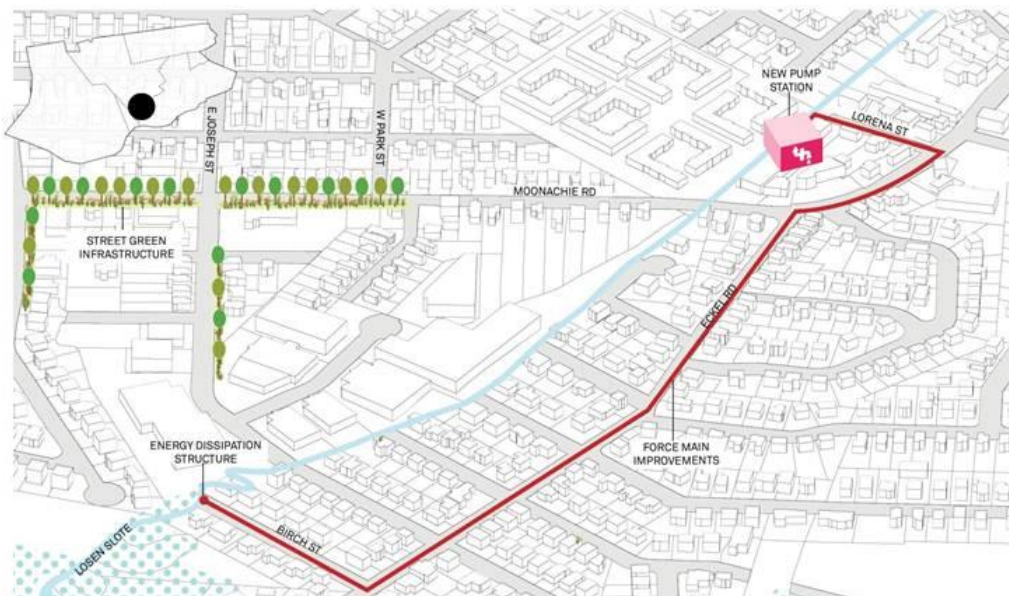 NEW PUMP
STATION
LORENA ST
E JOSEPH ST
W PARK ST
MOONACHIE RD
STREET GREEN
INFRASTRUCTURE
ECKEL RD
ENERGY DISSIPATION
STRUCTURE
FORCE MAIN
IMPROVEMENTS
BIRCH ST
LOSEN SLOTE